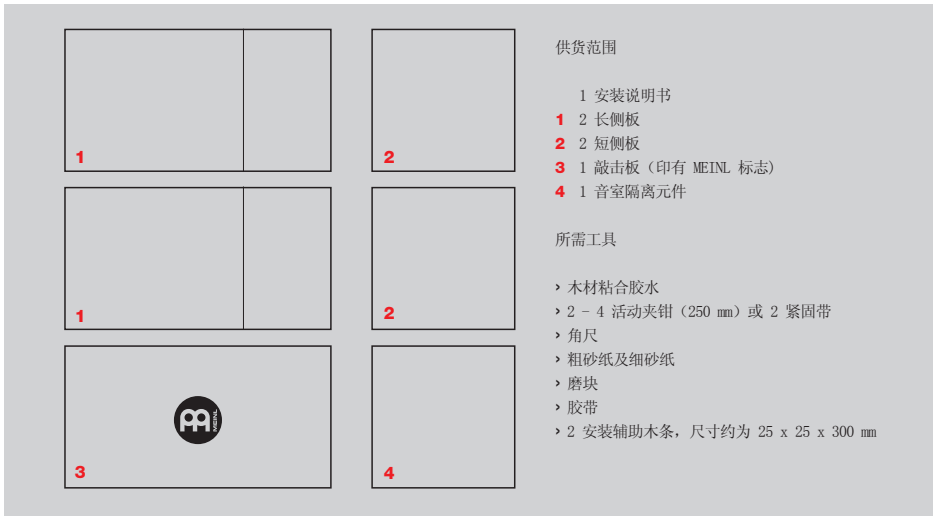 1
2
1
2
MEINL
3
4
供货范围
1 安装说明书
1 2 长侧板
2 2 短侧板
3 1 敲击板（印有 MEINL 标志)
4 1 音室隔离元件
所需工具
› 木材粘合胶水
› 2 – 4 活动夹钳（250 mm）或 2 紧固带
› 角尺
› 粗砂纸及细砂纸
› 磨块
› 胶带
› 2 安装辅助木条，尺寸约为 25 x 25 x 300 mm